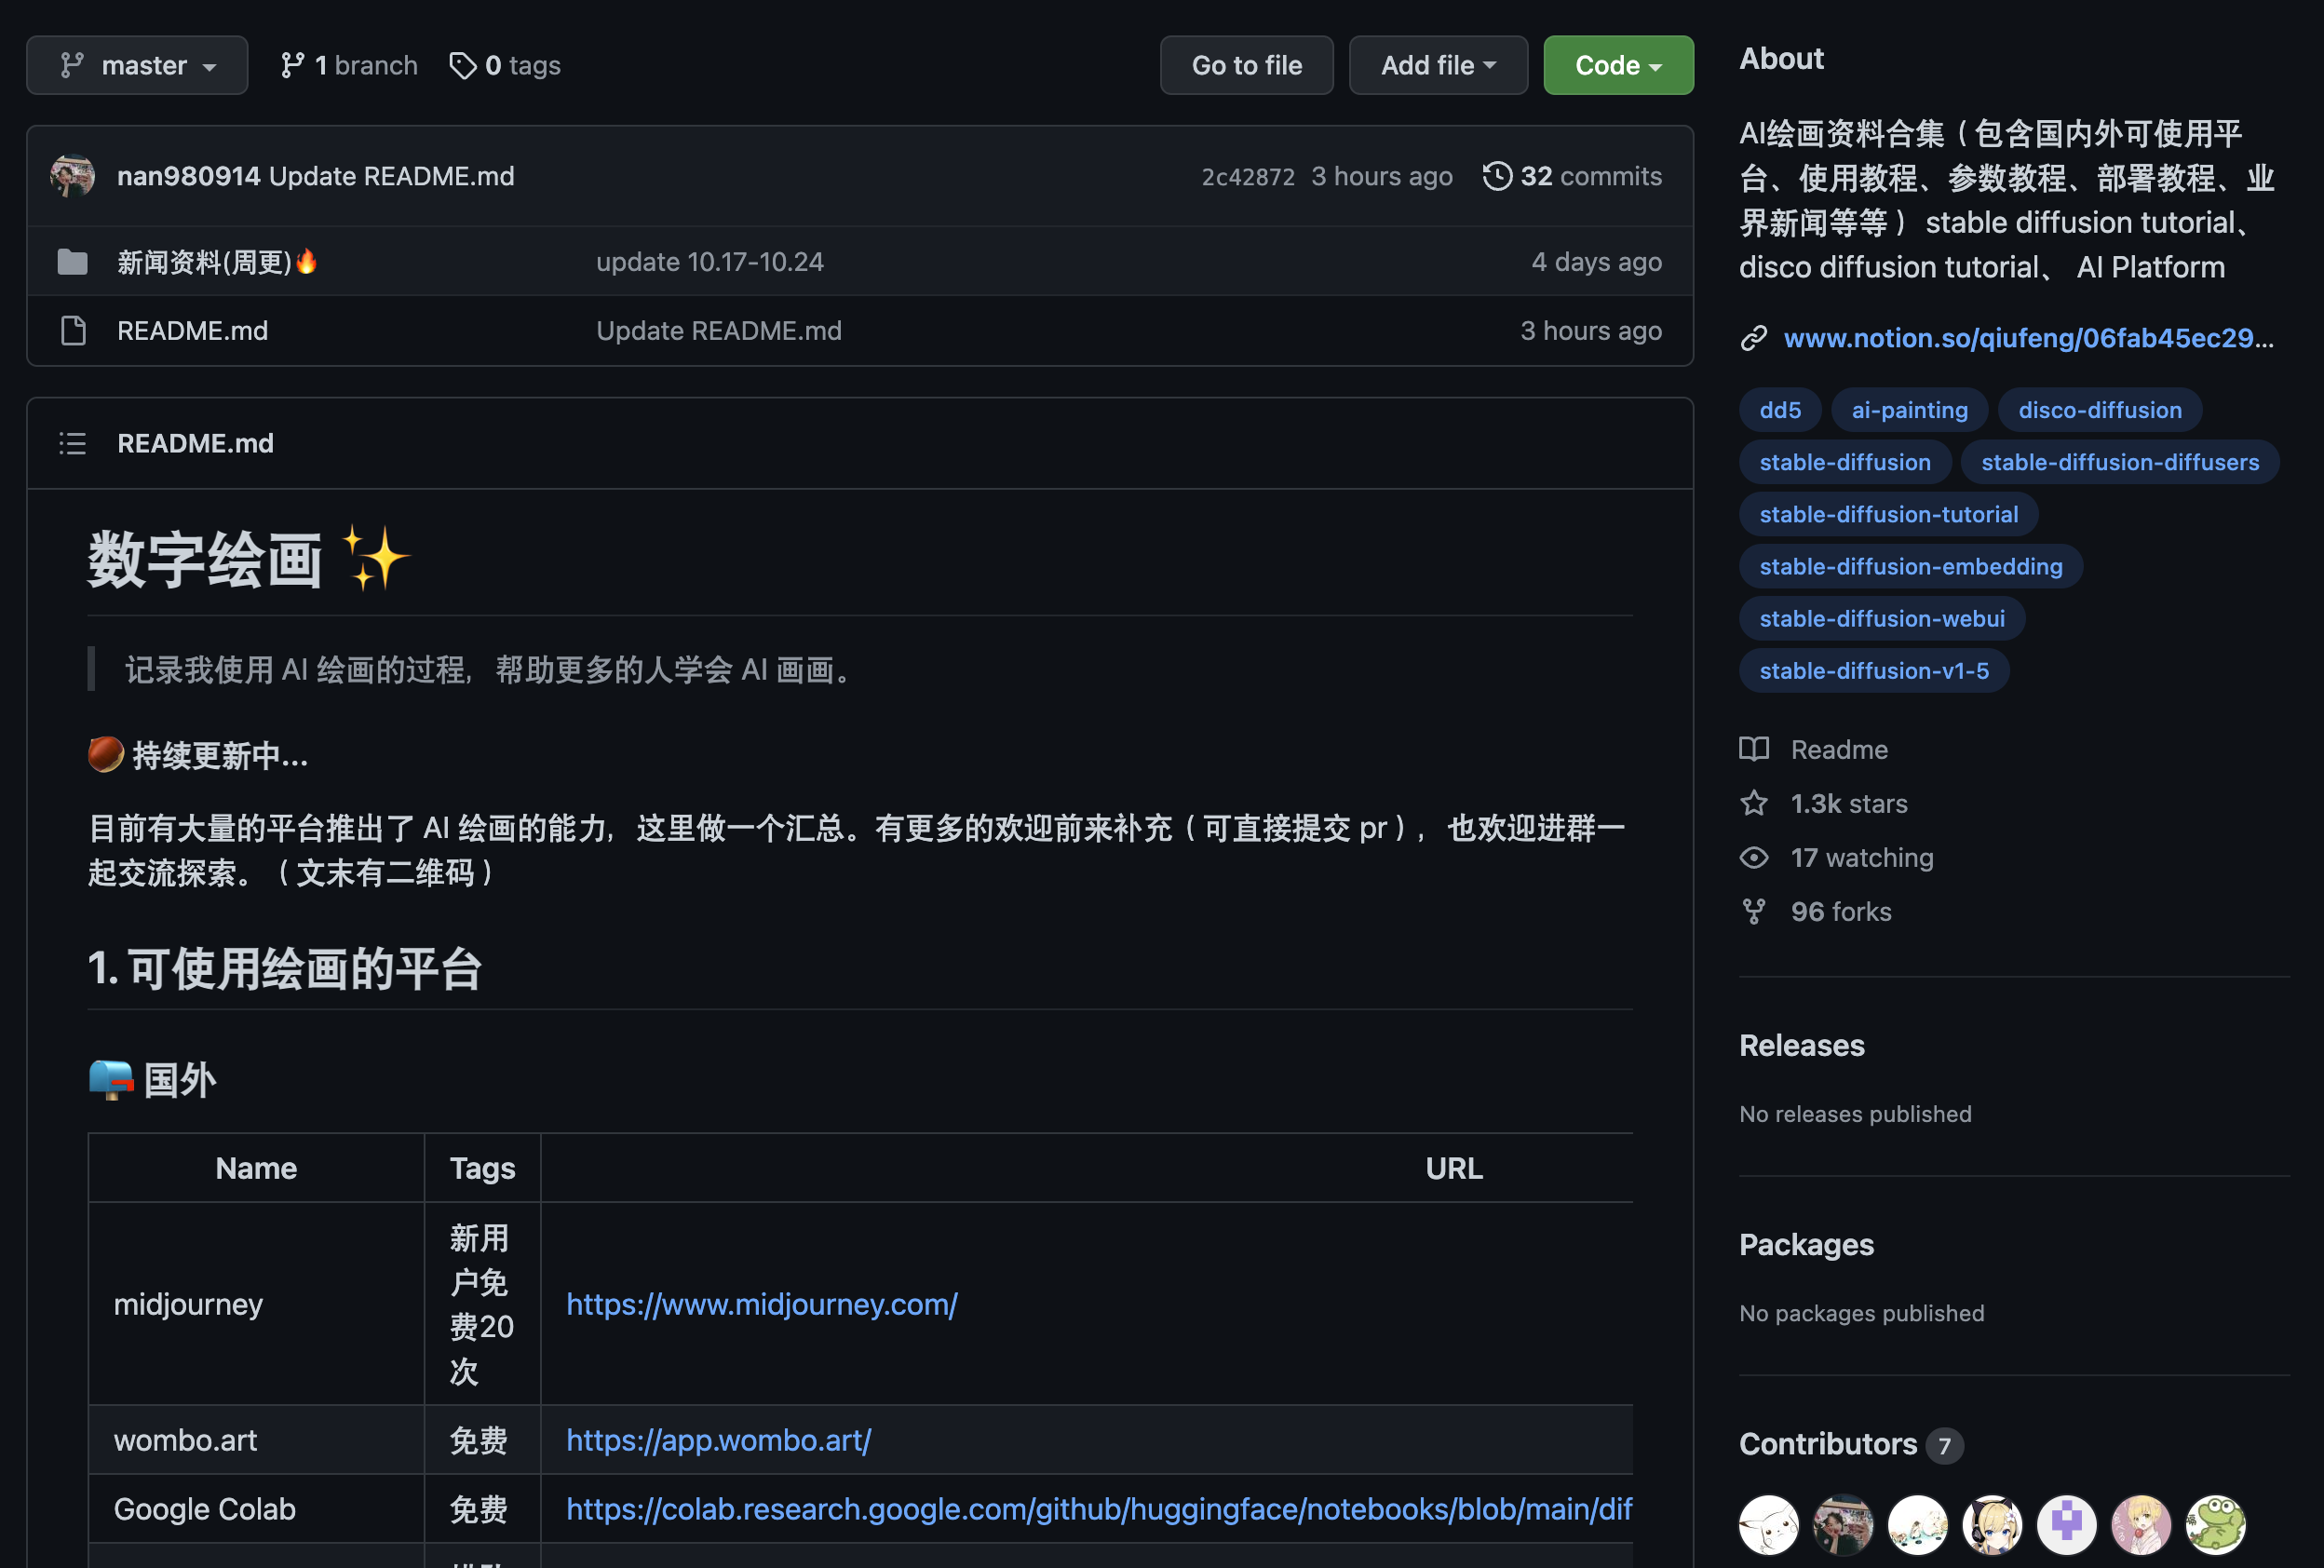 master
1 branch
0 tags
Go to file
Add file
Code
nan980914 Update README.md
2c42872 3 hours ago
32 commits
新闻资料(周更)🔥
update 10.17-10.24
4 days ago
README.md
Update README.md
3 hours ago
README.md
数字绘画 ✨
记录我使用 AI 绘画的过程，帮助更多的人学会 AI 画画。
🌰 持续更新中...
目前有大量的平台推出了 AI 绘画的能力，这里做一个汇总。有更多的欢迎前来补充（可直接提交 pr），也欢迎进群一
起交流探索。（文末有二维码）
1. 可使用绘画的平台
📪 国外
Name
Tags
URL
midjourney
新用
户免
费20
次
https://www.midjourney.com/
wombo.art
免费
https://app.wombo.art/
Google Colab
免费
https://colab.research.google.com/github/huggingface/notebooks/blob/main/dif
About
AI绘画资料合集（包含国内外可使用平
台、使用教程、参数教程、部署教程、业
界新闻等等） stable diffusion tutorial、
disco diffusion tutorial、 AI Platform
www.notion.so/qiufeng/06fab45ec29...
dd5
ai-painting
disco-diffusion
stable-diffusion
stable-diffusion-diffusers
stable-diffusion-tutorial
stable-diffusion-embedding
stable-diffusion-webui
stable-diffusion-v1-5
Readme
1.3k stars
17 watching
96 forks
Releases
No releases published
Packages
No packages published
Contributors 7